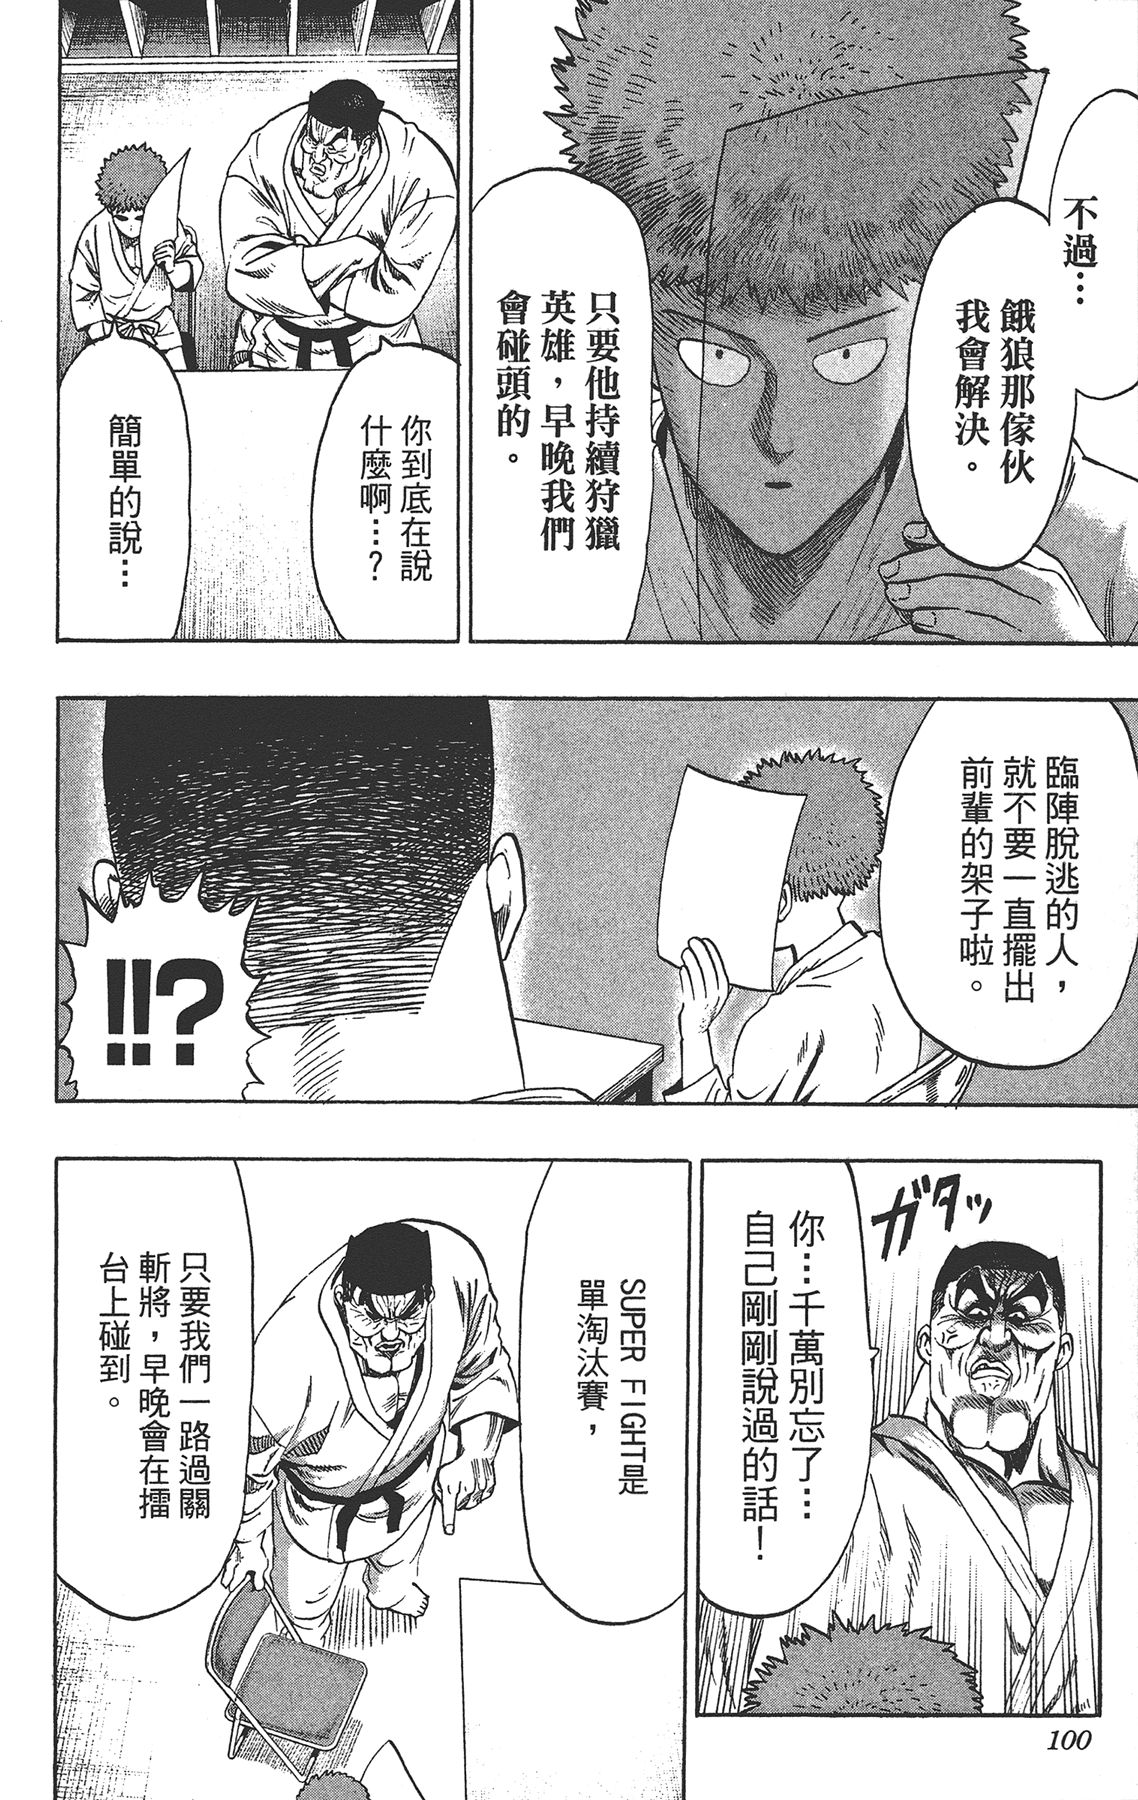 不過…
餓狼那傢伙
我會解決。
只要他持續狩獵
英雄，早晚我們
會碰頭的。
你到底在說
什麼啊…?
簡單的說…
臨陣脫逃的人，
就不要一直擺出
前輩的架子啦。
!!?
ガタッ
你…千萬別忘了…
自己剛剛說過的話！
SUPER FIGHT是
單淘汰賽，
只要我們一路過關
斬將，早晚會在擂
台上碰到。
100